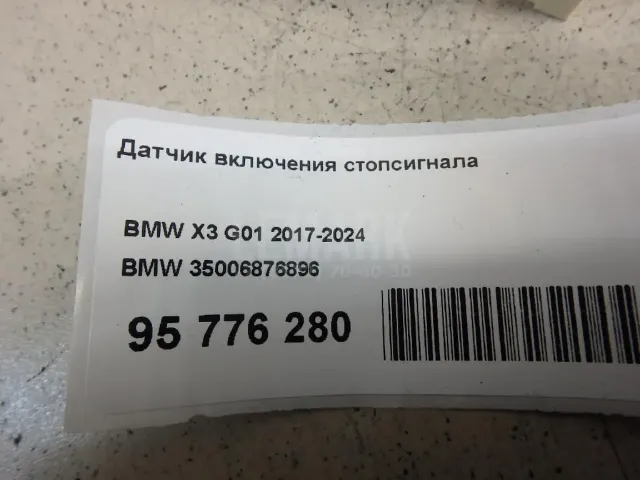 Датчик включения стопсигнала
BMW X3 G01 2017-2024
BMW 35006876896
95 776 280